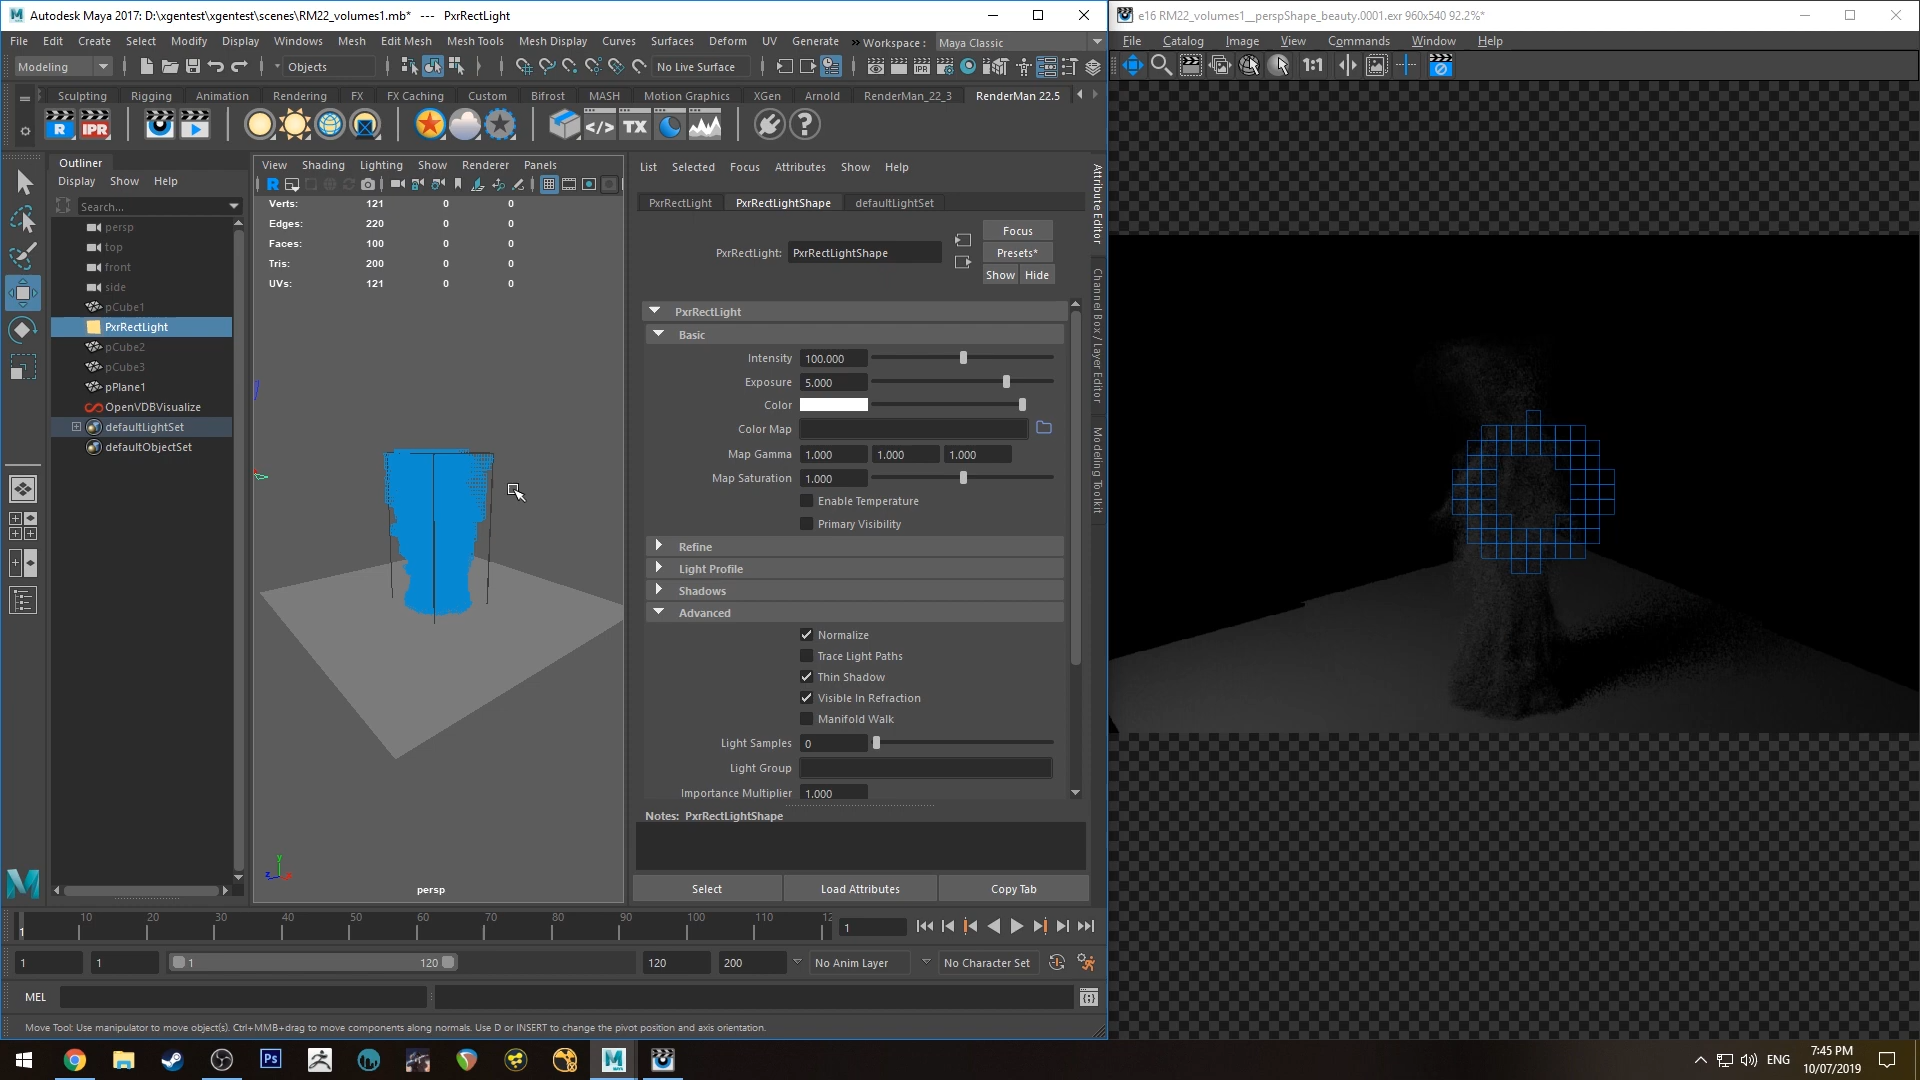 Autodesk Maya 2017: D:\xgentest\xgentest\scenes\RM22_volumes1.mb* --- PxrRectLight
e16 RM22_volumes1__perspShape_beauty.0001.exr 960x540 92.2%*
File Edit Create Select Modify Display Windows Mesh Edit Mesh Mesh Tools Mesh Display Curves Surfaces Deform UV Generate » Workspace : Maya Classic
File Catalog Image View Commands Window Help
Modeling Objects No Live Surface
1:1
Sculpting Rigging Animation Rendering FX FX Caching Custom Bifrost MASH Motion Graphics XGen Arnold RenderMan_22_3 RenderMan 22.5
R IPR </> TX ?
Outliner
Display Show Help
Search...
persp
top
front
side
pCube1
PxrRectLight
pCube2
pCube3
pPlane1
OpenVDBVisualize
defaultLightSet
defaultObjectSet
View Shading Lighting Show Renderer Panels
R
Verts: 121 0 0
Edges: 220 0 0
Faces: 100 0 0
Tris: 200 0 0
UVs: 121 0 0
y
z
persp
List Selected Focus Attributes Show Help
PxrRectLight PxrRectLightShape defaultLightSet
PxrRectLight: PxrRectLightShape
Focus
Presets*
Show Hide
PxrRectLight
Basic
Intensity 100.000
Exposure 5.000
Color
Color Map
Map Gamma 1.000 1.000 1.000
Map Saturation 1.000
Enable Temperature
Primary Visibility
Refine
Light Profile
Shadows
Advanced
Normalize
Trace Light Paths
Thin Shadow
Visible In Refraction
Manifold Walk
Light Samples 0
Light Group
Importance Multiplier 1.000
Notes: PxrRectLightShape
Select Load Attributes Copy Tab
Attribute Editor
Channel Box / Layer Editor
Modeling Toolkit
10 20 30 40 50 60 70 80 90 100 110 12
1
1
1 1 1 120 120 200 No Anim Layer No Character Set
MEL
Move Tool: Use manipulator to move object(s). Ctrl+MMB+drag to move components along normals. Use D or INSERT to change the pivot position and axis orientation.
Ps
M
ENG
7:45 PM
10/07/2019